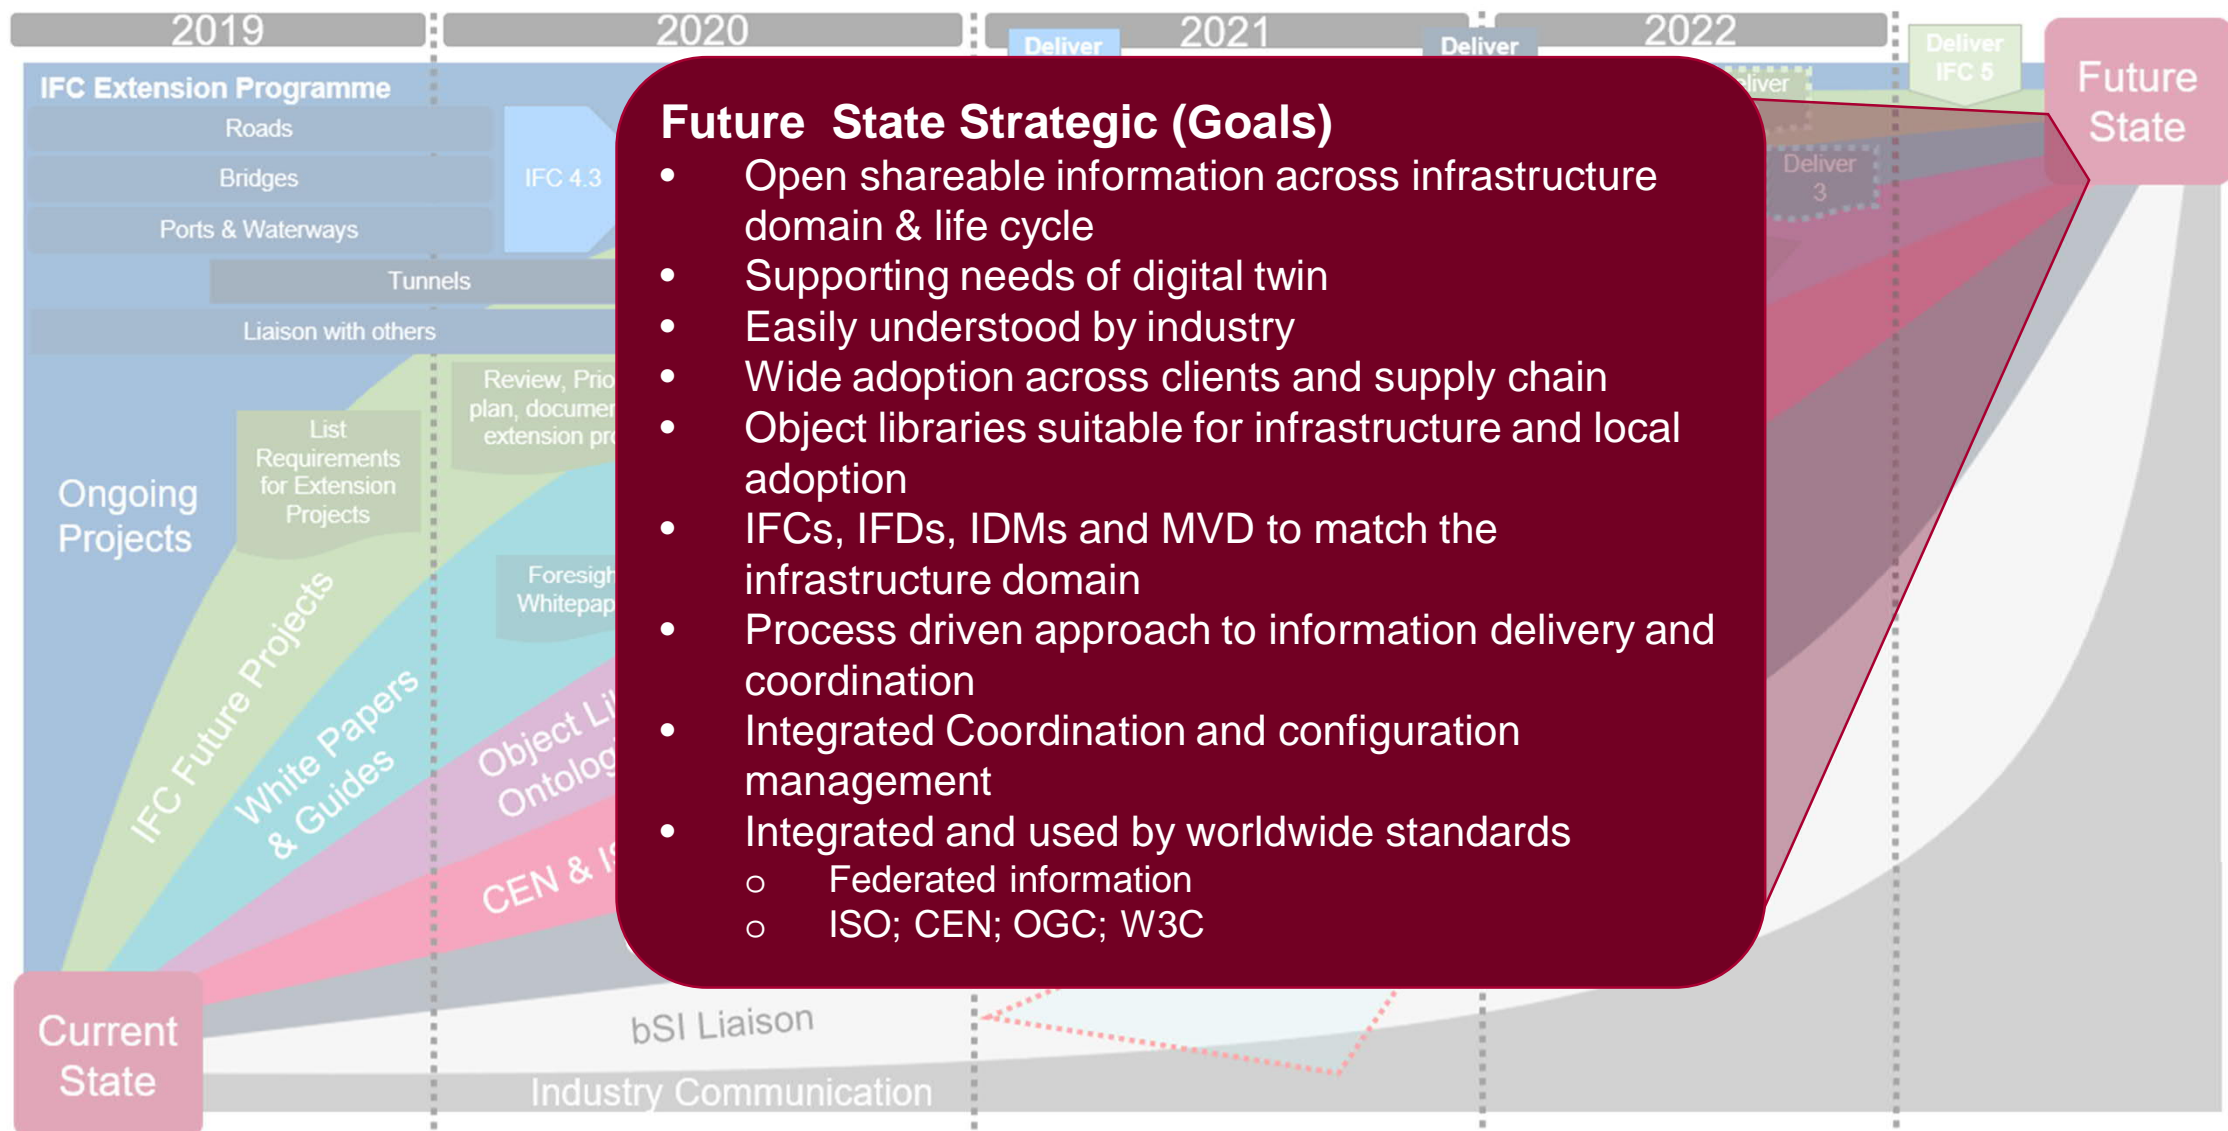 2019
2020
2021
2022
Deliver
Deliver
Deliver
IFC 5
Future
State
IFC Extension Programme
Roads
Bridges
Ports & Waterways
IFC 4.3
Tunnels
Liaison with others
Deliver
3
Ongoing
Projects
List
Requirements
for Extension
Projects
Review,
plan,
extension
IFC Future Projects
White Papers
& Guides
Object
CEN &
bSI Liaison
Industry Communication
Current
State
Future State Strategic (Goals)
• Open shareable information across infrastructure
domain & life cycle
• Supporting needs of digital twin
• Easily understood by industry
• Wide adoption across clients and supply chain
• Object libraries suitable for infrastructure and local
adoption
• IFCs, IFDs, IDMs and MVD to match the
infrastructure domain
• Process driven approach to information delivery and
coordination
• Integrated Coordination and configuration
management
• Integrated and used by worldwide standards
o Federated information
o ISO; CEN; OGC; W3C